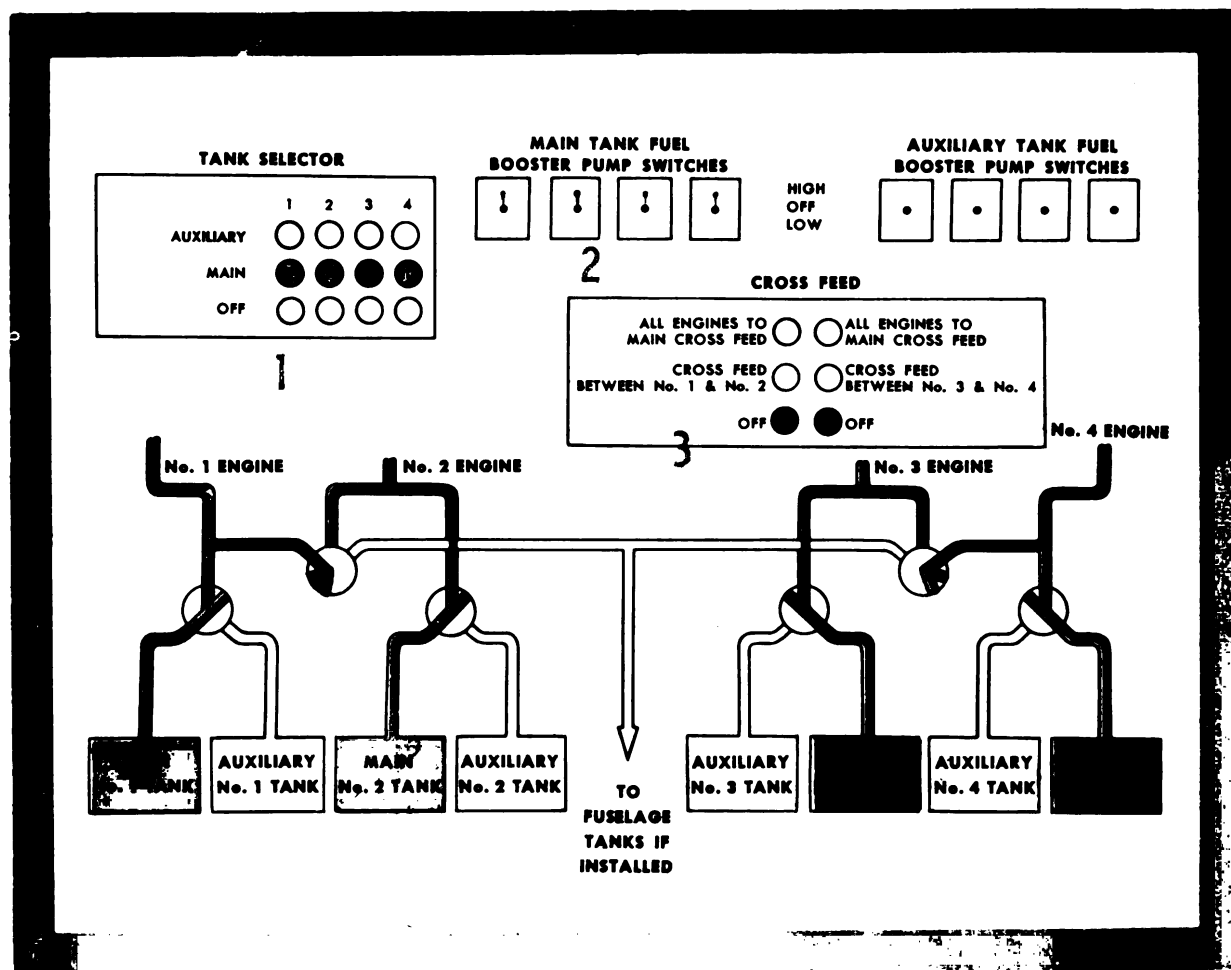 TANK SELECTOR
1 2 3 4
AUXILIARY
MAIN
OFF
1
MAIN TANK FUEL
BOOSTER PUMP SWITCHES
2
HIGH
OFF
LOW
AUXILIARY TANK FUEL
BOOSTER PUMP SWITCHES
CROSS FEED
ALL ENGINES TO
MAIN CROSS FEED
ALL ENGINES TO
MAIN CROSS FEED
CROSS FEED
BETWEEN No. 1 & No. 2
CROSS FEED
BETWEEN No. 3 & No. 4
OFF
OFF
3
No. 1 ENGINE
No. 2 ENGINE
No. 3 ENGINE
No. 4 ENGINE
TANK
AUXILIARY
No. 1 TANK
MAIN
No. 2 TANK
AUXILIARY
No. 2 TANK
TO
FUSELAGE
TANKS IF
INSTALLED
AUXILIARY
No. 3 TANK
AUXILIARY
No. 4 TANK